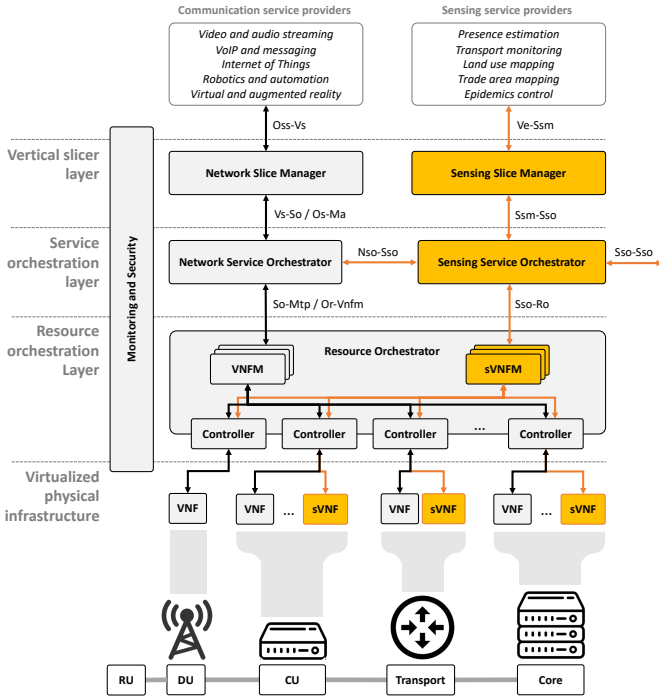 Communication service providers
Sensing service providers
Video and audio streaming
VoIP and messaging
Internet of Things
Robotics and automation
Virtual and augmented reality
Presence estimation
Transport monitoring
Land use mapping
Trade area mapping
Epidemics control
Oss-Vs
Ve-Ssm
Vertical slicer
layer
Network Slice Manager
Sensing Slice Manager
Vs-So / Os-Ma
Ssm-Sso
Service
orchestration
layer
Network Service Orchestrator
Nso-Sso
Sensing Service Orchestrator
Sso-Sso
Monitoring and Security
So-Mtp / Or-Vnfm
Sso-Ro
Resource
orchestration
Layer
Resource Orchestrator
VNFM
sVNFM
Controller
Controller
Controller
...
Controller
Virtualized
physical
infrastructure
VNF
VNF
...
sVNF
VNF
sVNF
VNF
...
sVNF
RU
DU
CU
Transport
Core